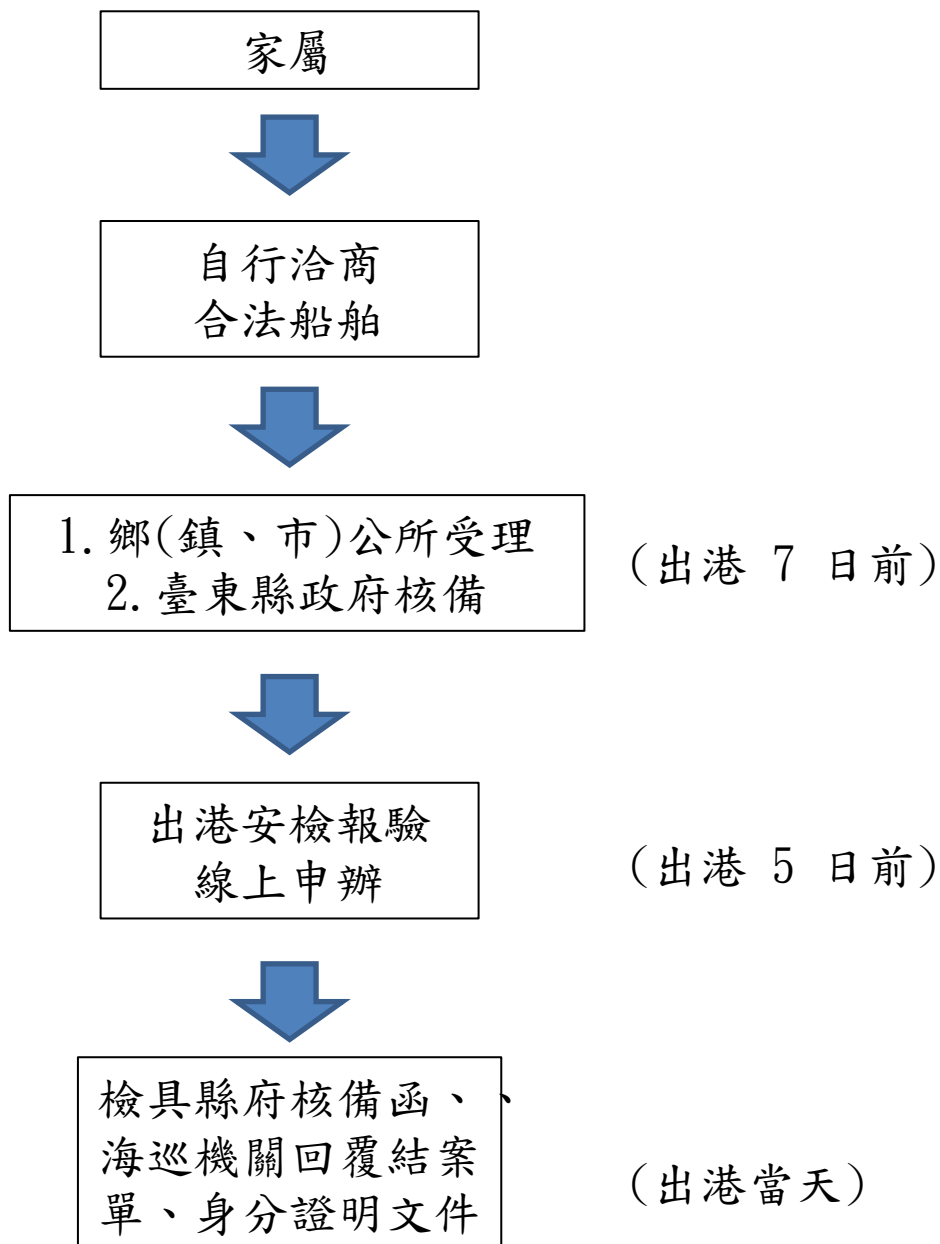 家屬
自行洽商
合法船舶
1.鄉(鎮、市)公所受理
2.臺東縣政府核備
(出港 7 日前)
出港安檢報驗
線上申辦
(出港 5 日前)
檢具縣府核備函、、
海巡機關回覆結案
單、身分證明文件
(出港當天)